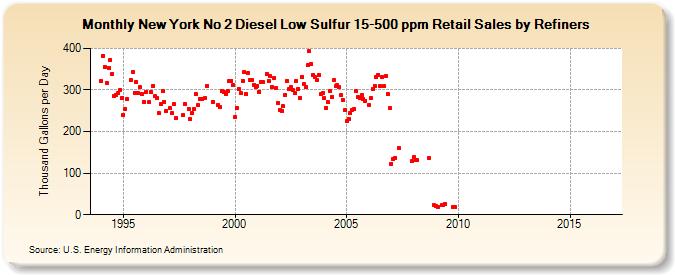 Monthly New York No 2 Diesel Low Sulfur 15-500 ppm Retail Sales by Refiners
Thousand Gallons per Day
400
300
200
100
0
1995 2000 2005 2010 2015
Source: U.S. Energy Information Administration